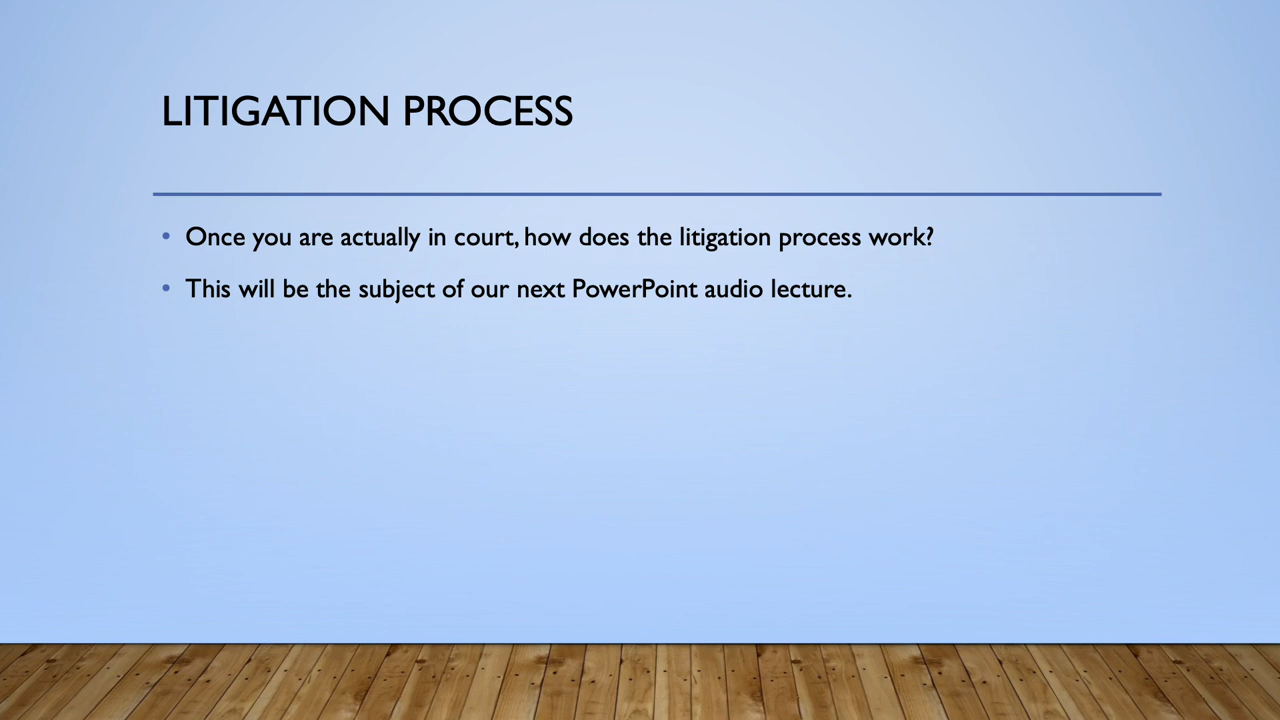 LITIGATION PROCESS
• Once you are actually in court, how does the litigation process work?
• This will be the subject of our next PowerPoint audio lecture.